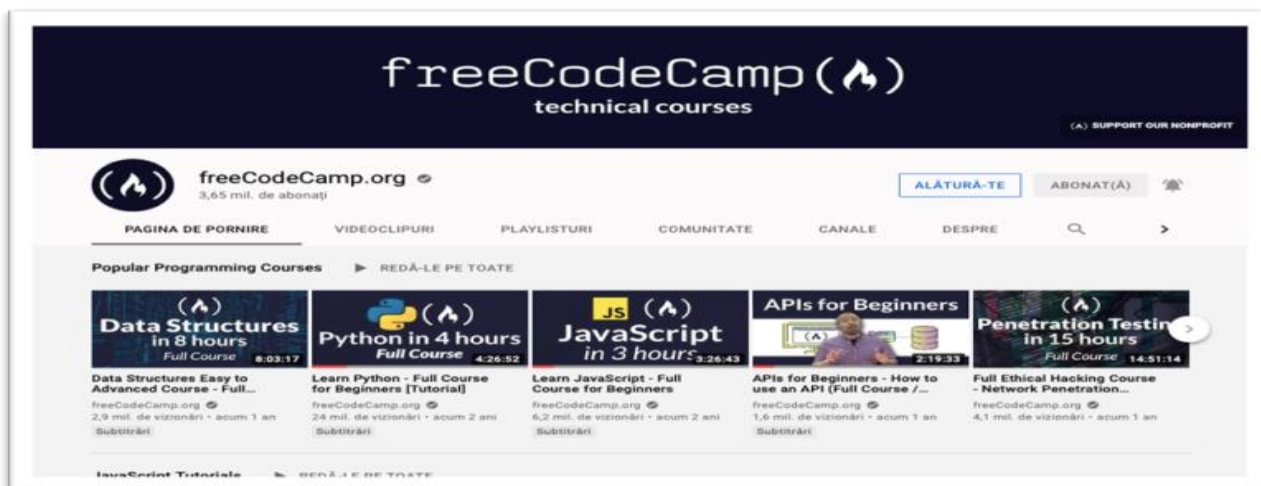 freeCodeCamp(🔥)
technical courses
(🔥) SUPPORT OUR NONPROFIT
freeCodeCamp.org
3,65 mil. de abonați
ALĂTURĂ-TE
ABONAT(Ă)
PAGINA DE PORNIRE VIDEOCLIPURI PLAYLISTURI COMUNITATE CANALE DESPRE
Popular Programming Courses REDĂ-LE PE TOATE
Data Structures
in 8 hours
Full Course 8:03:17
Data Structures Easy to
Advanced Course - Full...
freeCodeCamp.org
2,9 mil. de vizionări • acum 1 an
Subtitrări
Python in 4 hours
Full Course 4:26:52
Learn Python - Full Course
for Beginners [Tutorial]
freeCodeCamp.org
24 mil. de vizionări • acum 2 ani
Subtitrări
JS
JavaScript
in 3 hours 3:26:43
Learn JavaScript - Full
Course for Beginners
freeCodeCamp.org
6,2 mil. de vizionări • acum 2 ani
Subtitrări
APIs for Beginners
2:19:33
APIs for Beginners - How to
use an API (Full Course /...
freeCodeCamp.org
1,6 mil. de vizionări • acum 1 an
Subtitrări
Penetration Testin
in 15 hours
Full Course 14:51:14
Full Ethical Hacking Course
- Network Penetration...
freeCodeCamp.org
4,1 mil. de vizionări • acum 1 an
JavaScript Tutorials REDĂ-LE PE TOATE